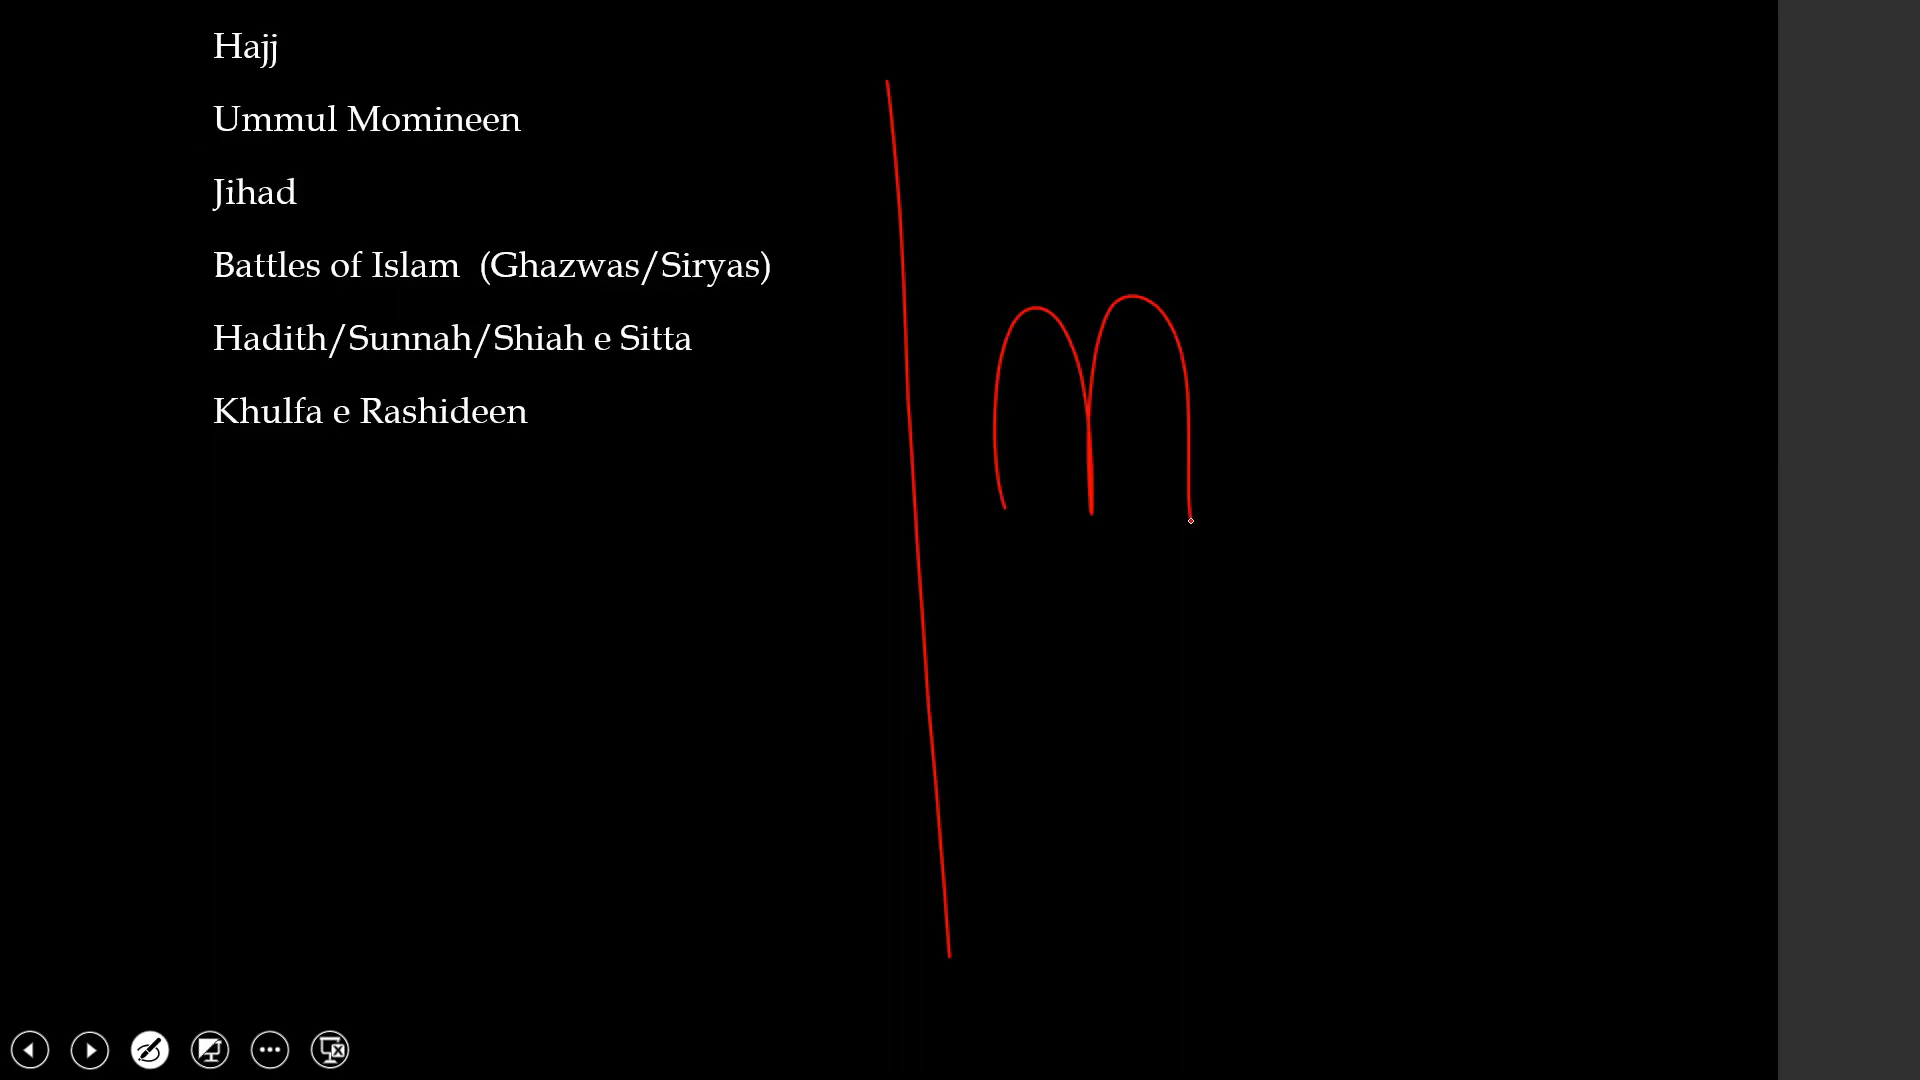 Hajj
Ummul Momineen
Jihad
Battles of Islam (Ghazwas/Siryas)
Hadith/Sunnah/Shiah e Sitta
Khulfa e Rashideen
m